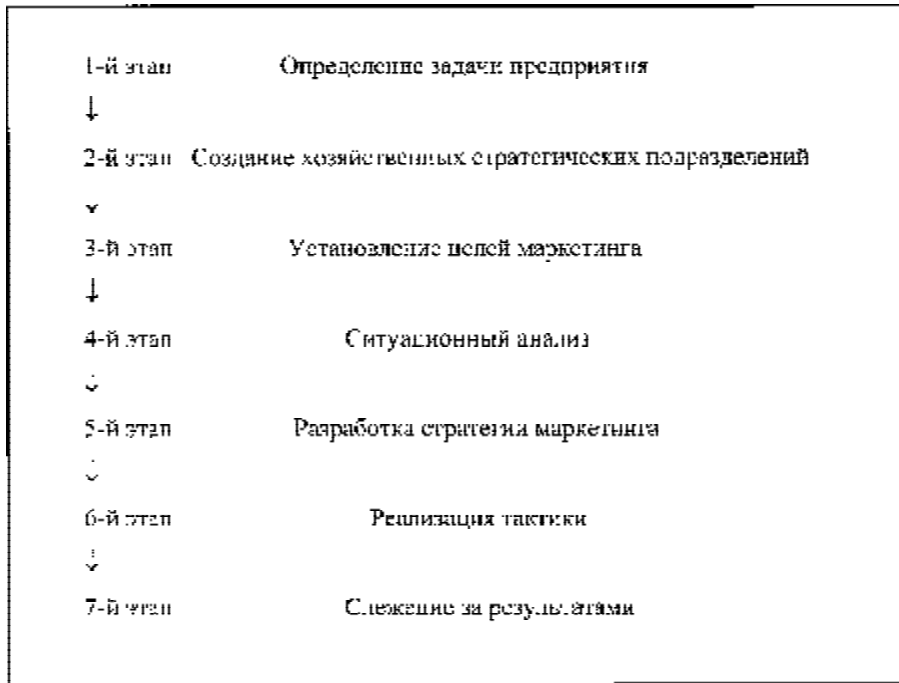 1-й этап Определение задачи предприятия
↓
2-й этап Создание хозяйственных стратегических подразделений
↓
3-й этап Установление целей маркетинга
↓
4-й этап Ситуационный анализ
↓
5-й этап Разработка стратегии маркетинга
↓
6-й этап Реализация тактики
↓
7-й этап Слежение за результатами